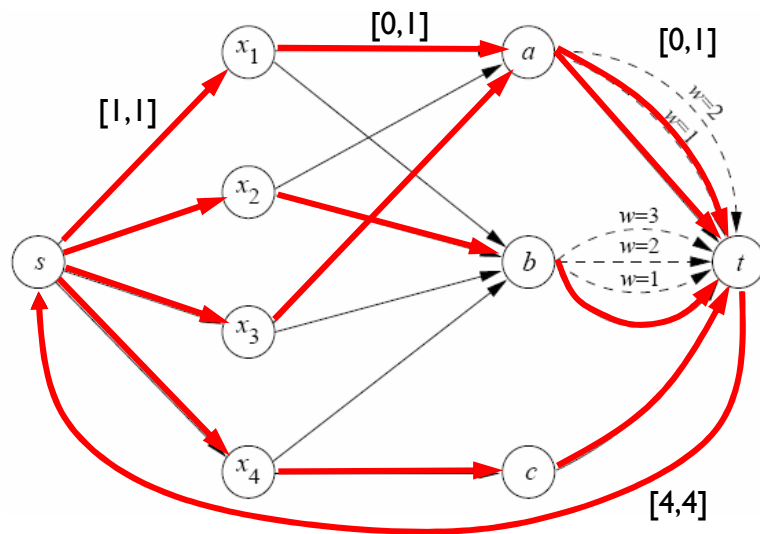 x1
[0,1]
a
[0,1]
[1,1]
w=2
w=1
x2
w=3
s
b
w=2
t
w=1
x3
x4
c
[4,4]